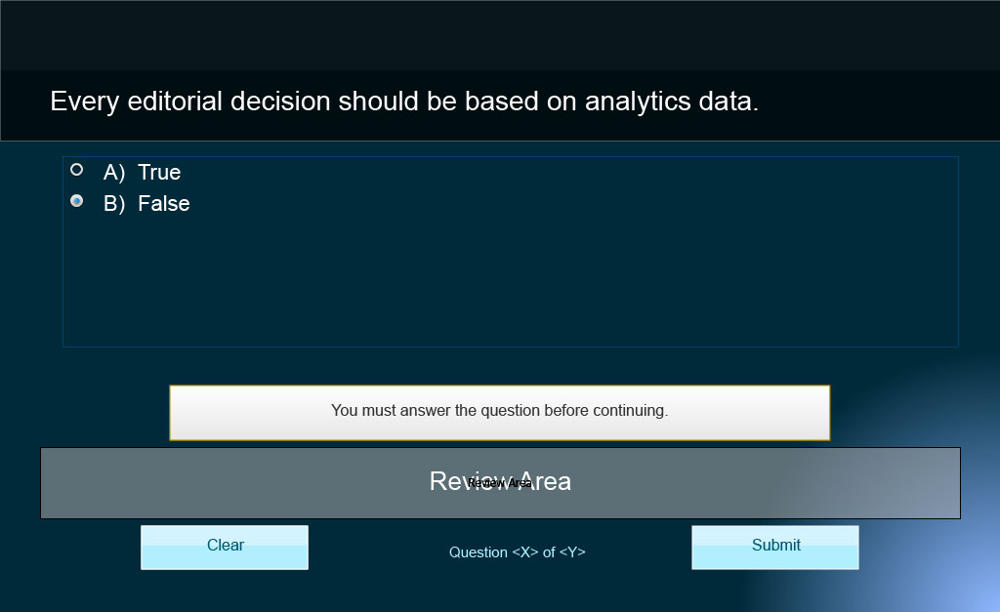 Every editorial decision should be based on analytics data.
A) True
B) False
You must answer the question before continuing.
Review Area
Review Area
Clear
Question <X> of <Y>
Submit